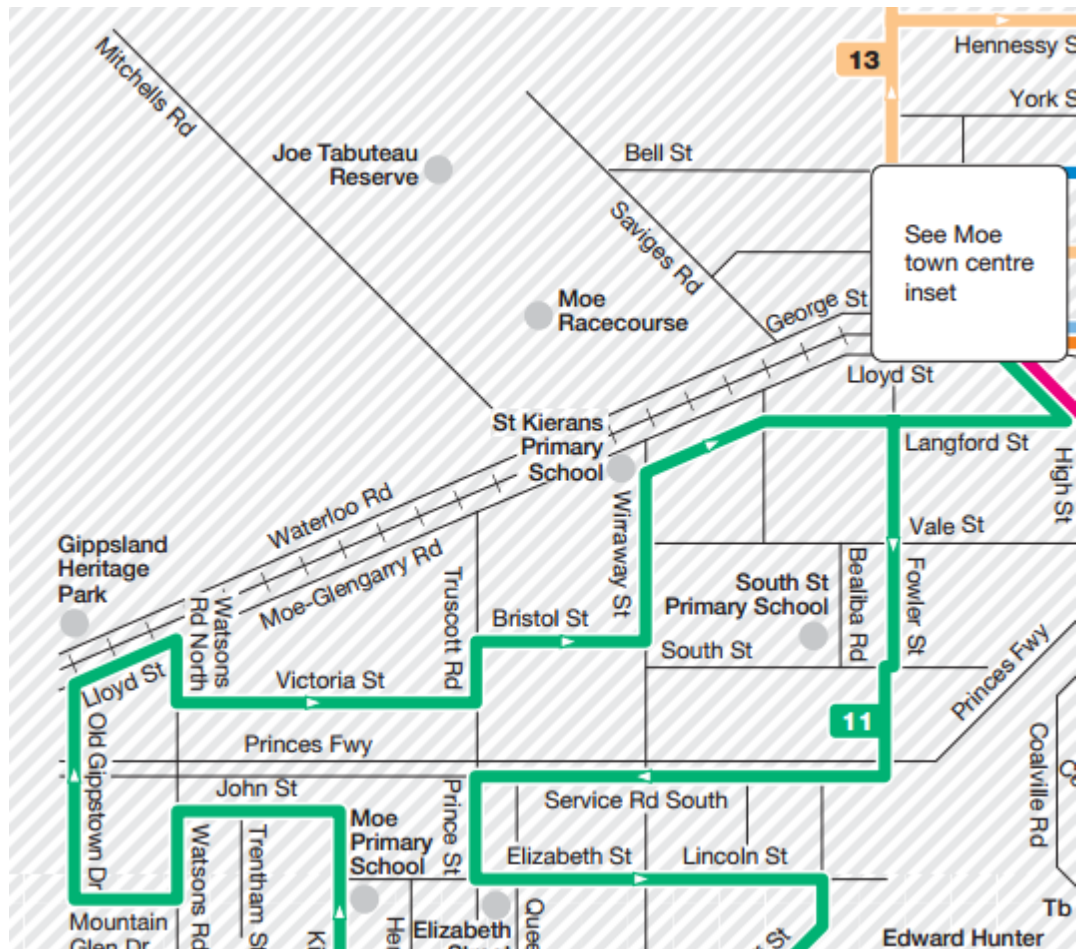 Mitchells Rd
Joe Tabuteau
Reserve
Bell St
13
Hennessy S
York S
See Moe
town centre
inset
Saviges Rd
Moe
Racecourse
George St
Lloyd St
St Kierans
Primary
School
Langford St
High St
Waterloo Rd
Moe-Glengarry Rd
Gippsland
Heritage
Park
Watsons
Rd North
Truscott Rd
Wirraway St
Vale St
Bealiba Rd
Fowler St
South St
Primary School
Bristol St
South St
Princes Fwy
Lloyd St
Victoria St
11
Old Gippstown Dr
Princes Fwy
John St
Service Rd South
Coalville Rd
Moe
Primary
School
Prince St
Elizabeth St
Lincoln St
Watsons Rd
Trentham St
Mountain
Glen Dr
Ki
Her
Elizabeth
Quee
St
Tb
Edward Hunter